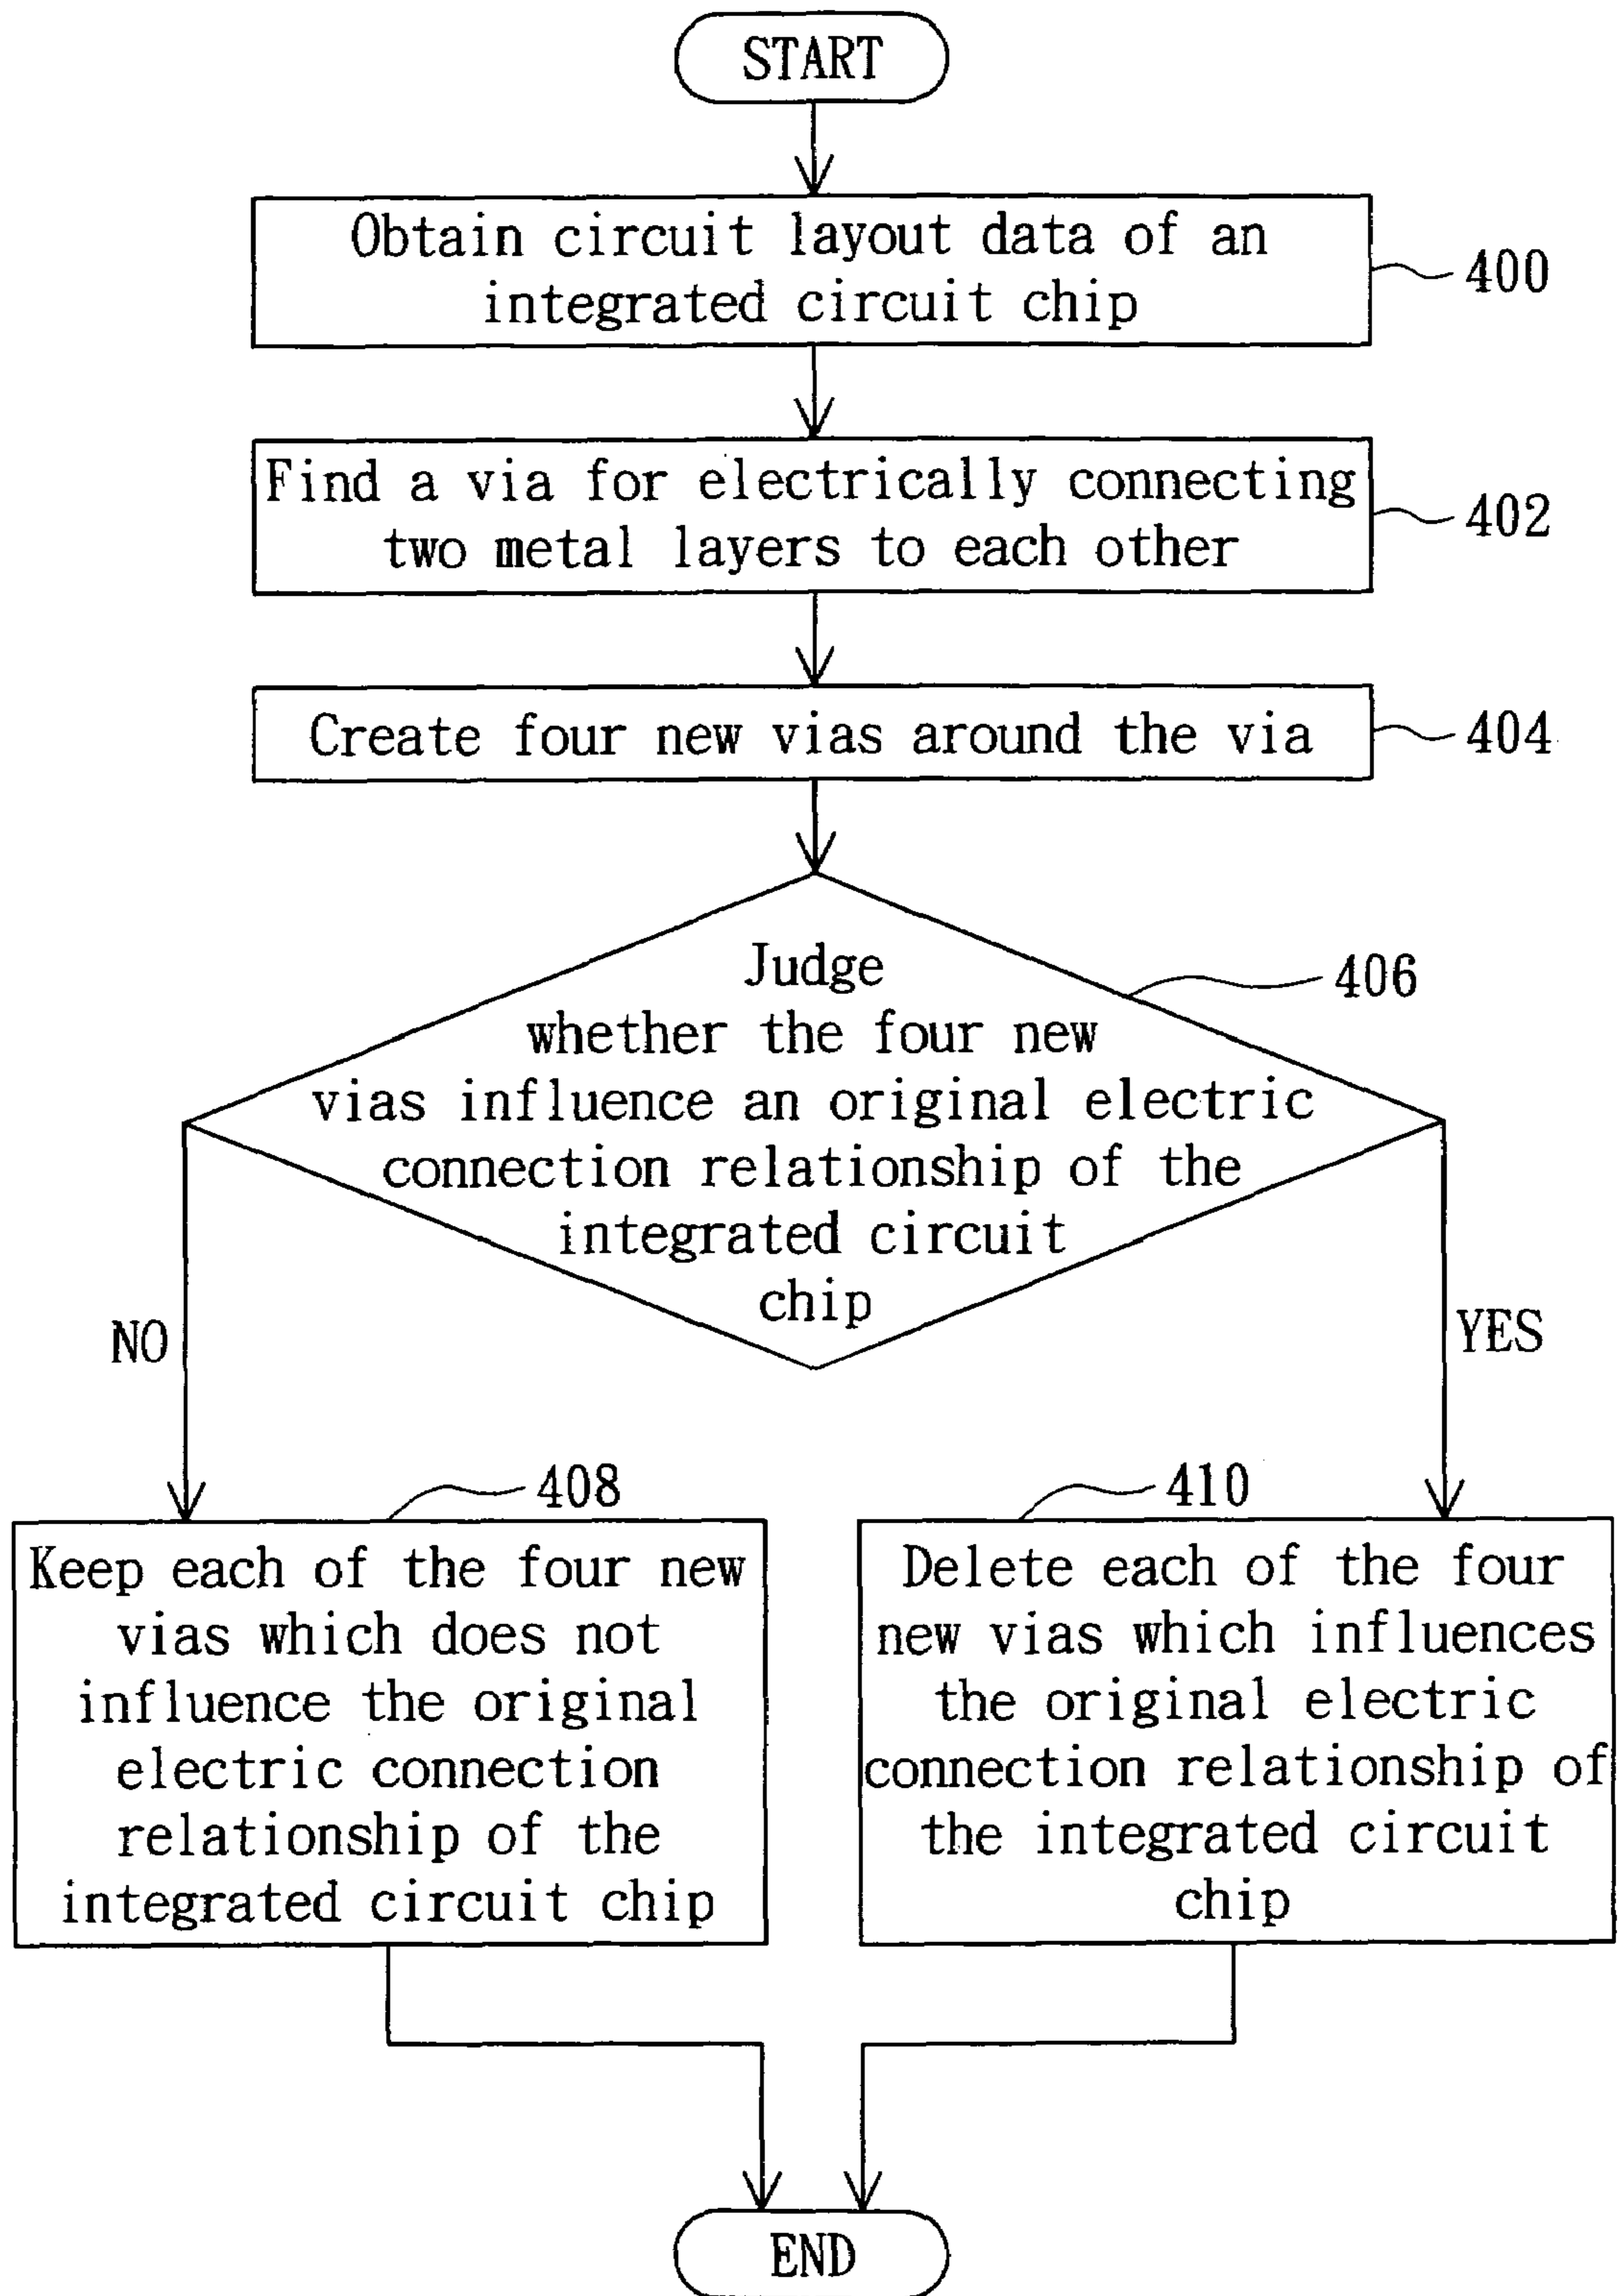 START
Obtain circuit layout data of an
integrated circuit chip
400
Find a via for electrically connecting
two metal layers to each other
402
Create four new vias around the via
404
Judge
whether the four new
vias influence an original electric
connection relationship of the
integrated circuit
chip
406
NO
YES
408
Keep each of the four new
vias which does not
influence the original
electric connection
relationship of the
integrated circuit chip
410
Delete each of the four
new vias which influences
the original electric
connection relationship of
the integrated circuit
chip
END